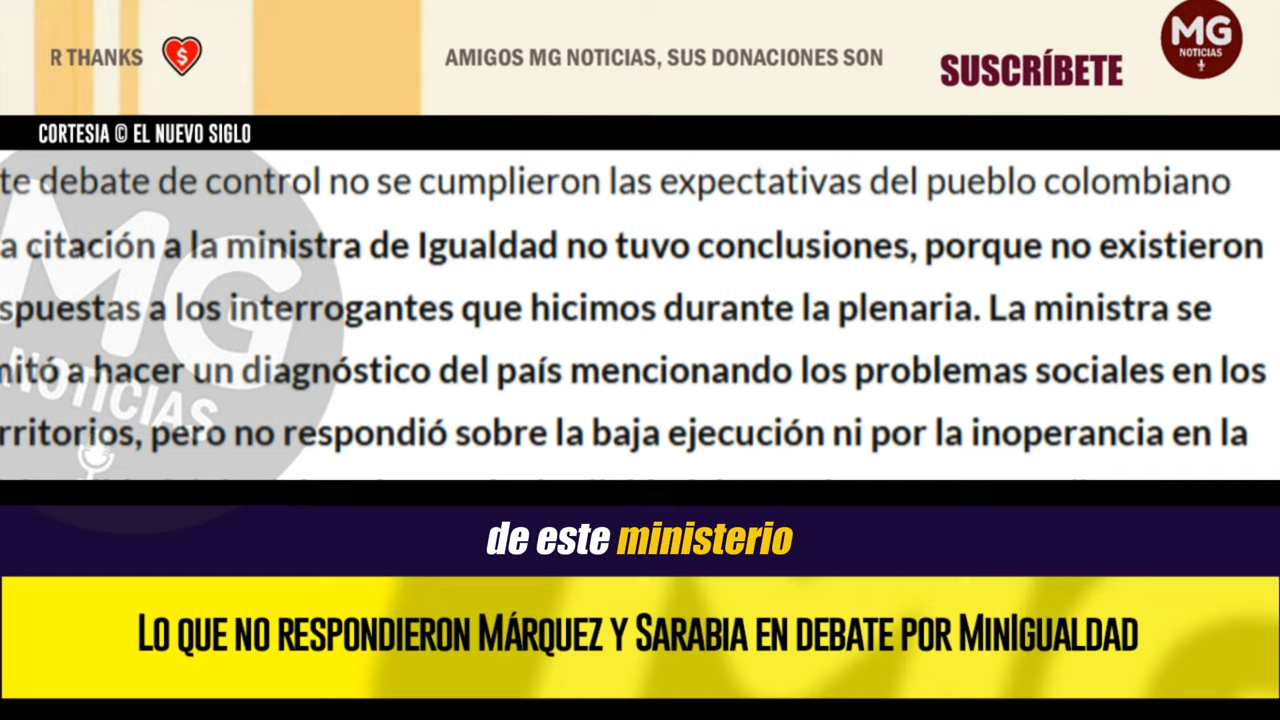 R THANKS
AMIGOS MG NOTICIAS, SUS DONACIONES SON
SUSCRÍBETE
MG
NOTICIAS
CORTESIA © EL NUEVO SIGLO
te debate de control no se cumplieron las expectativas del pueblo colombiano
a citación a la ministra de Igualdad no tuvo conclusiones, porque no existieron
spuestas a los interrogantes que hicimos durante la plenaria. La ministra se
mitó a hacer un diagnóstico del país mencionando los problemas sociales en los
rritorios, pero no respondió sobre la baja ejecución ni por la inoperancia en la
MG
NOTICIAS
de este ministerio
LO QUE NO RESPONDIERON MÁRQUEZ Y SARABIA EN DEBATE POR MINIGUALDAD